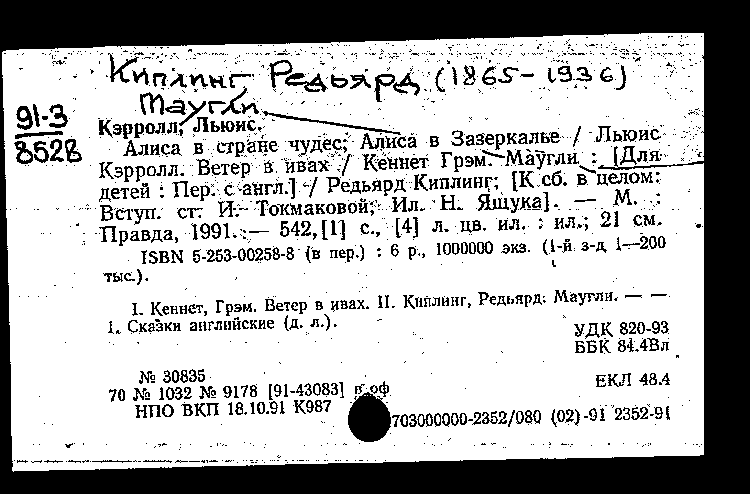 Киплинг Редьярд (1865-1936)
Маугли.
91-3
8528
Кэрролл, Льюис.
Алиса в стране чудес; Алиса в Зазеркалье / Льюис
Кэрролл. Ветер в ивах / Кеннет Грэм. Маугли : [Для
детей : Пер. с англ.] / Редьярд Киплинг; [К сб. в целом:
Вступ. ст. И. Токмаковой; Ил. Н. Ящука]. — М. :
Правда, 1991. — 542, [1] с., [4] л. цв. ил. : ил.; 21 см.
ISBN 5-253-00258-8 (в пер.) : 6 р., 1000000 экз. (1-й з-д 1—200
тыс.).
I. Кеннет, Грэм. Ветер в ивах. II. Киплинг, Редьярд. Маугли. — —
1. Сказки английские (д. л.).
УДК 820-93
ББК 84.4Вл
№ 30835
70 № 1032 № 9178 [91-43083] п оф
ЕКЛ 48.4
НПО ВКП 18.10.91 К987
703000000-2352/080 (02)-91 2352-91